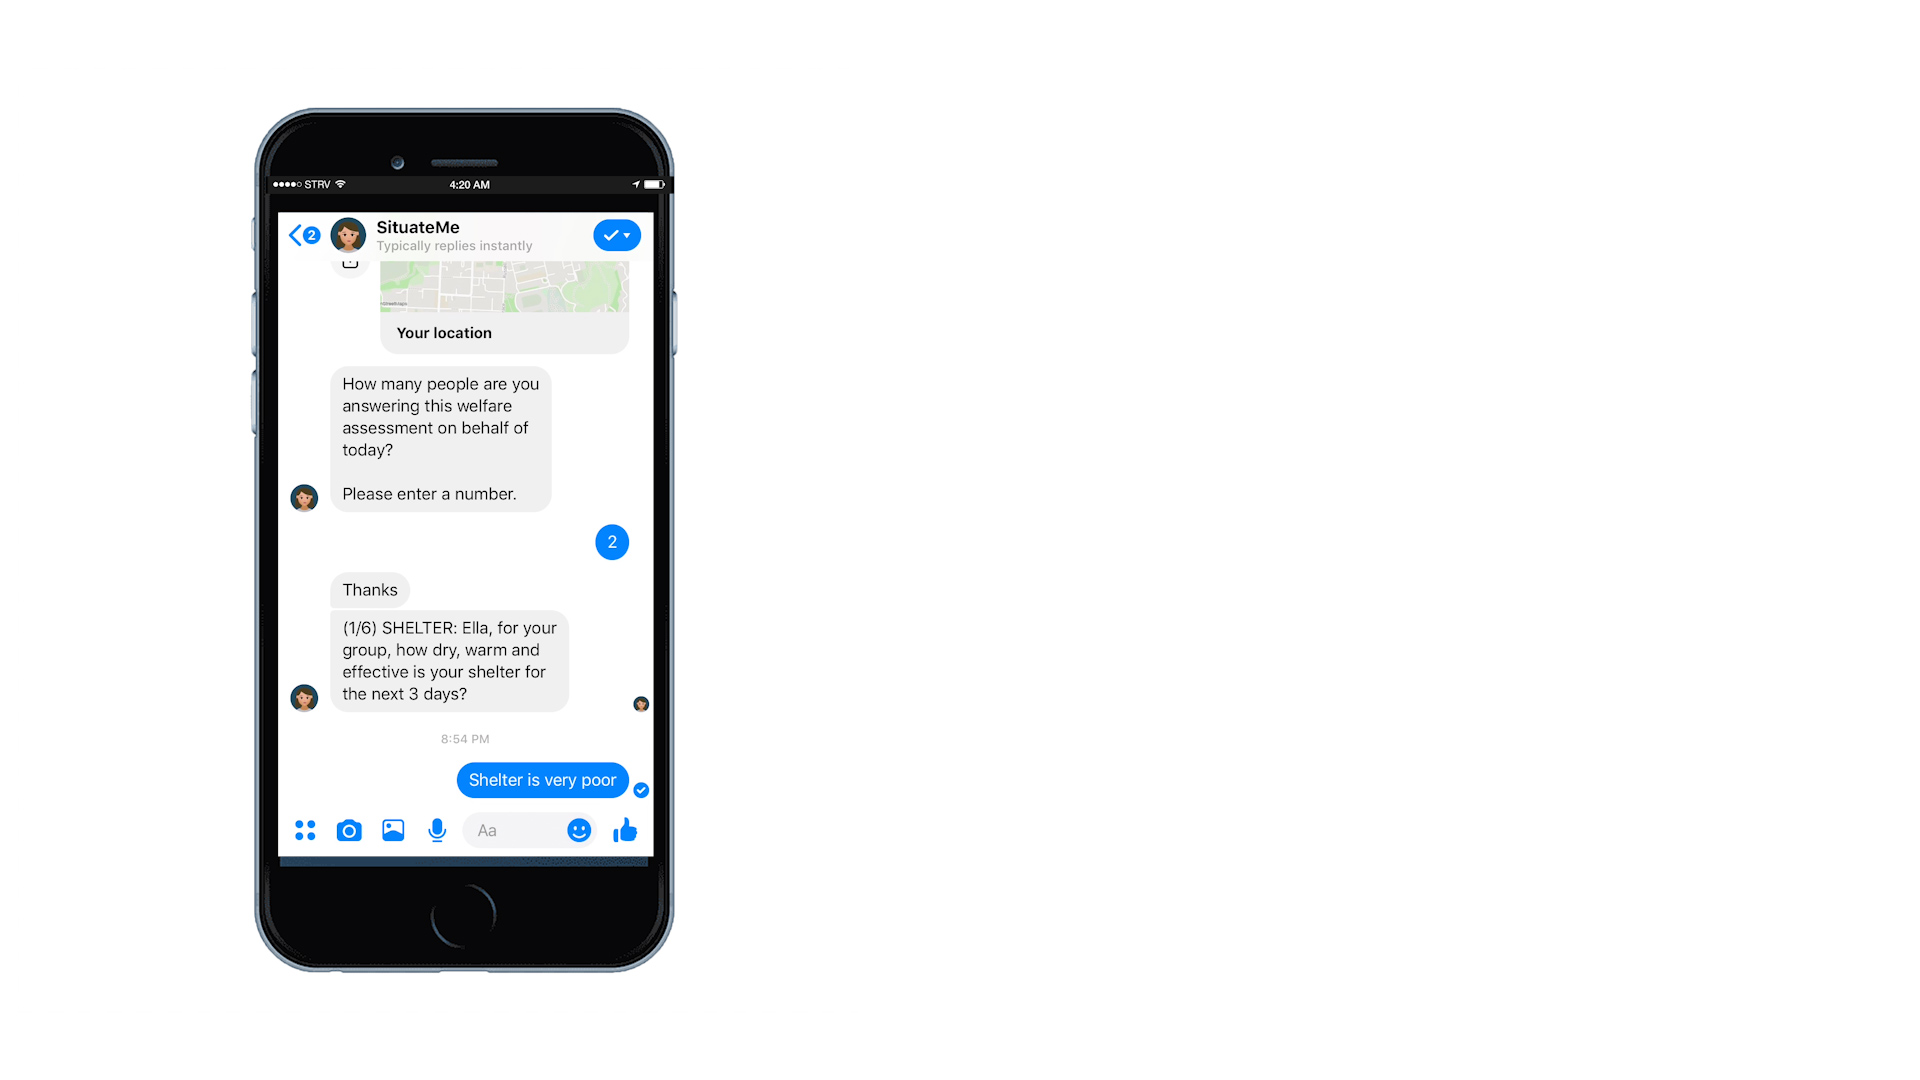 STRV
4:20 AM
2
SituateMe
Typically replies instantly
Your location
How many people are you
answering this welfare
assessment on behalf of
today?
Please enter a number.
2
Thanks
(1/6) SHELTER: Ella, for your
group, how dry, warm and
effective is your shelter for
the next 3 days?
8:54 PM
Shelter is very poor
Aa